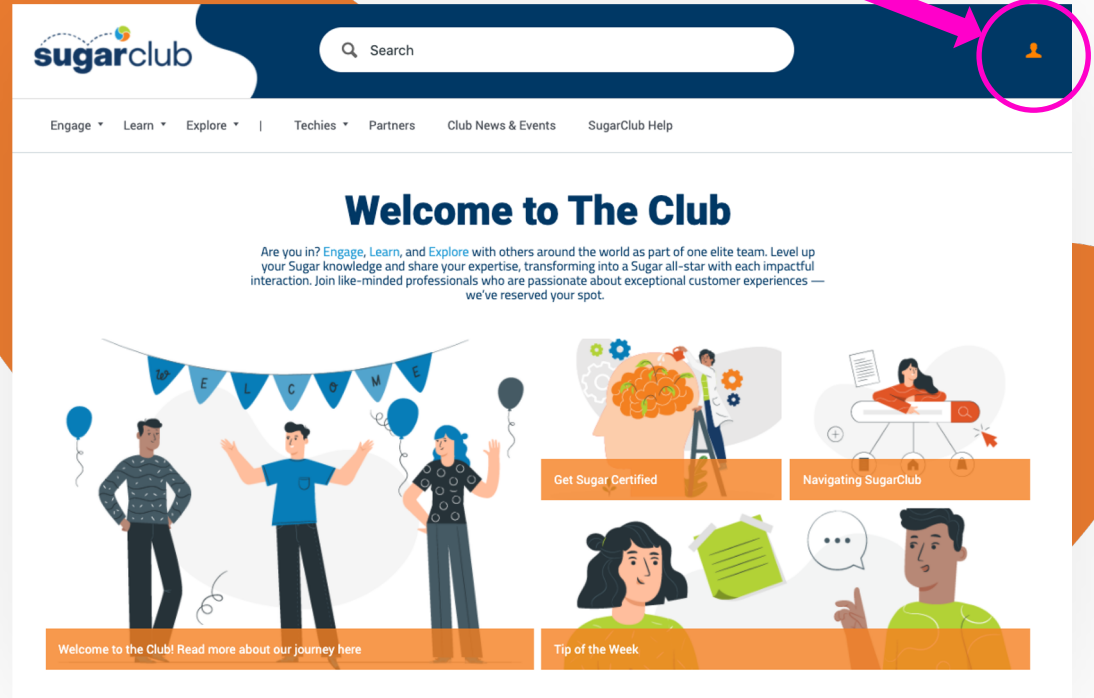 sugarclub
Search
Engage
Learn
Explore
|
Techies
Partners
Club News & Events
SugarClub Help
Welcome to The Club
Are you in? Engage, Learn, and Explore with others around the world as part of one elite team. Level up
your Sugar knowledge and share your expertise, transforming into a Sugar all-star with each impactful
interaction. Join like-minded professionals who are passionate about exceptional customer experiences —
we've reserved your spot.
WELCOME
Get Sugar Certified
Navigating SugarClub
Welcome to the Club! Read more about our journey here
Tip of the Week